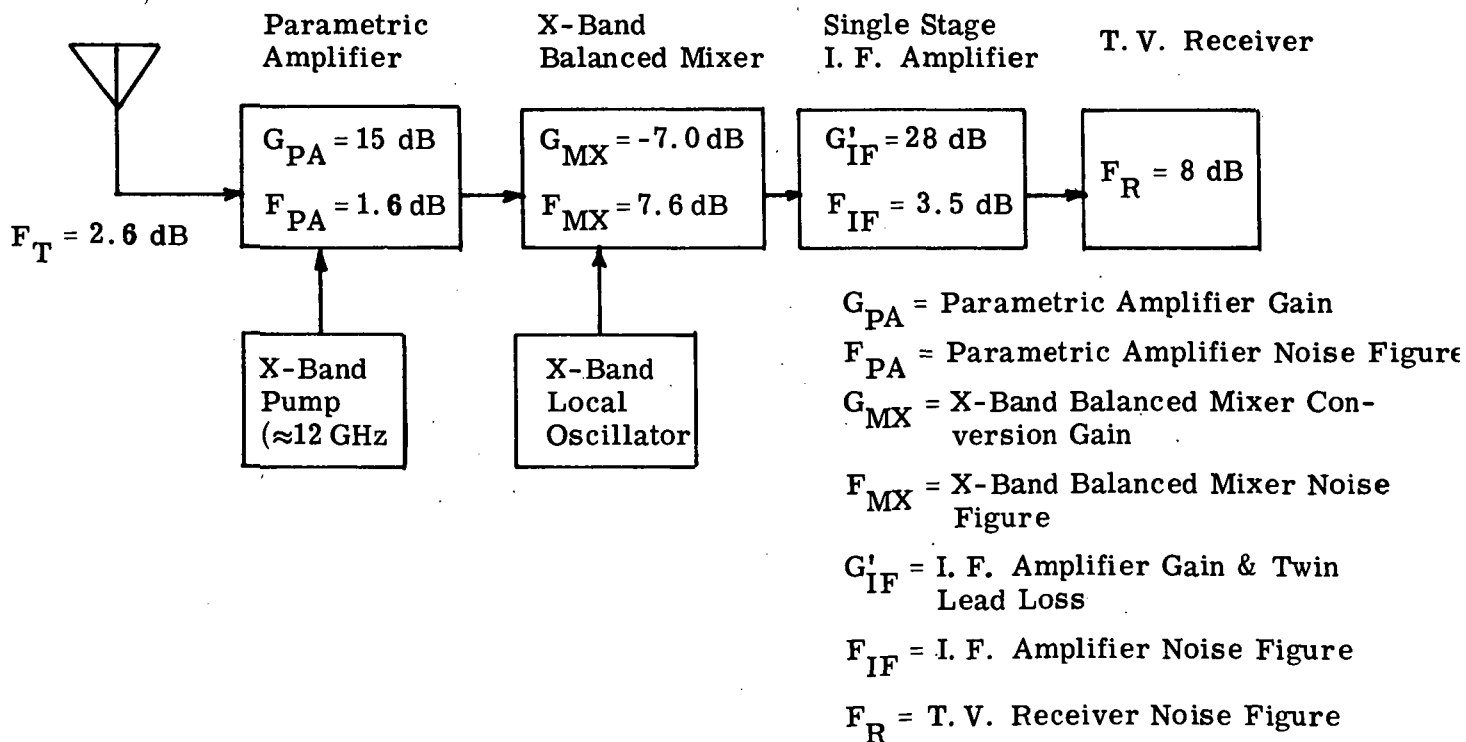 Parametric
Amplifier
X-Band
Balanced Mixer
Single Stage
I. F. Amplifier
T. V. Receiver
G_PA = 15 dB
F_PA = 1.6 dB
G_MX = -7.0 dB
F_MX = 7.6 dB
G'_IF = 28 dB
F_IF = 3.5 dB
F_R = 8 dB
F_T = 2.6 dB
X-Band
Pump
(≈12 GHz
X-Band
Local
Oscillator
G_PA = Parametric Amplifier Gain
F_PA = Parametric Amplifier Noise Figure
G_MX = X-Band Balanced Mixer Con-
version Gain
F_MX = X-Band Balanced Mixer Noise
Figure
G'_IF = I. F. Amplifier Gain & Twin
Lead Loss
F_IF = I. F. Amplifier Noise Figure
F_R = T. V. Receiver Noise Figure